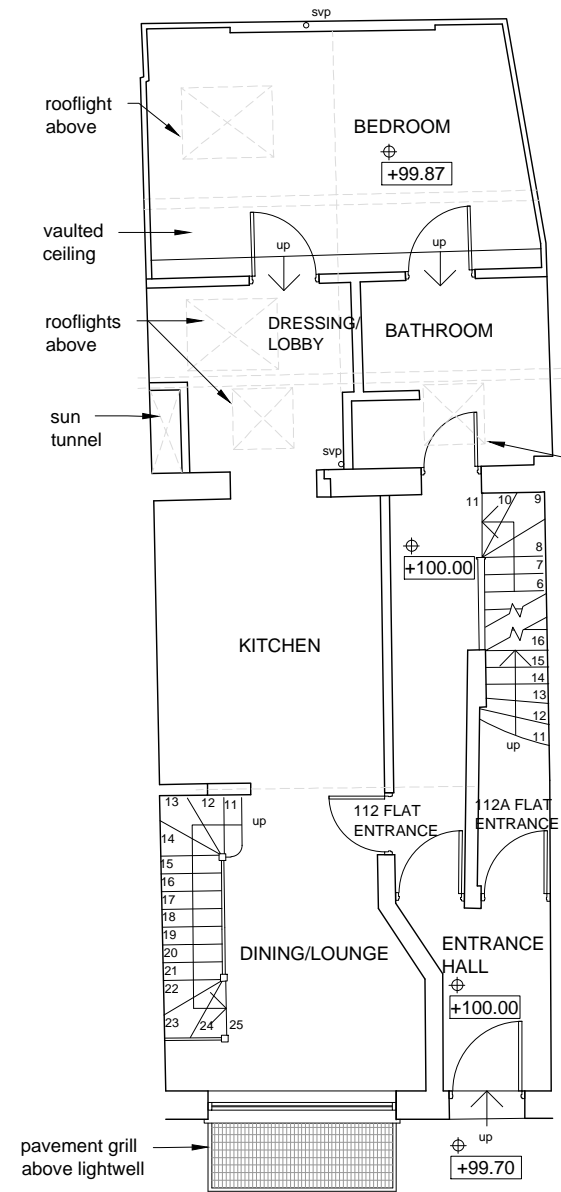 svp
rooflight
above
BEDROOM
+99.87
vaulted
ceiling
up
up
rooflights
above
DRESSING/
LOBBY
BATHROOM
sun
tunnel
svp
11
10
9
8
7
6
+100.00
16
15
14
13
12
11
up
KITCHEN
13
12
11
up
14
15
16
17
18
19
20
21
22
23
24
25
112 FLAT
ENTRANCE
112A FLAT
ENTRANCE
DINING/LOUNGE
ENTRANCE
HALL
+100.00
up
pavement grill
above lightwell
+99.70